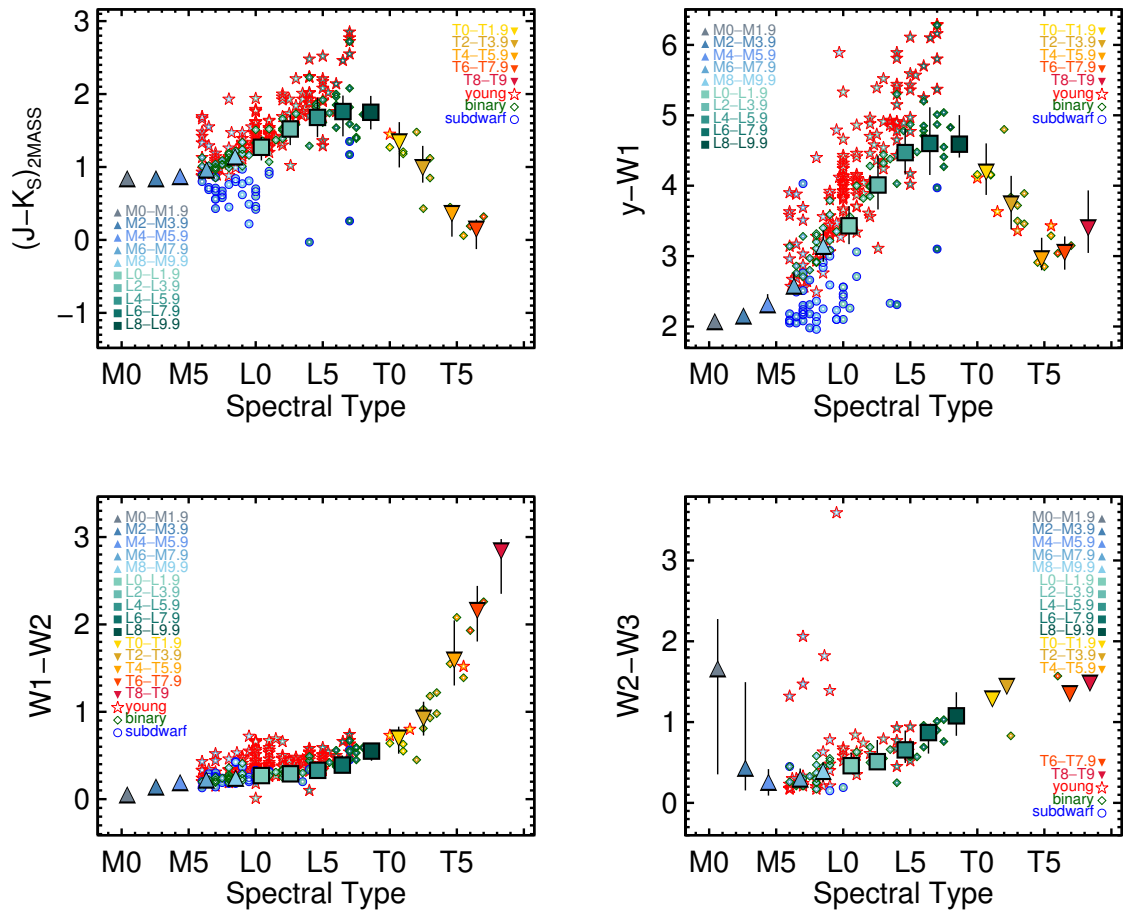 3
2
1
0
−1
(J−K_S)_2MASS
T0−T1.9
T2−T3.9
T4−T5.9
T6−T7.9
T8−T9
young
binary
subdwarf
M0−M1.9
M2−M3.9
M4−M5.9
M6−M7.9
M8−M9.9
L0−L1.9
L2−L3.9
L4−L5.9
L6−L7.9
L8−L9.9
M0 M5 L0 L5 T0 T5
Spectral Type
6
5
4
3
2
y−W1
M0−M1.9
M2−M3.9
M4−M5.9
M6−M7.9
M8−M9.9
L0−L1.9
L2−L3.9
L4−L5.9
L6−L7.9
L8−L9.9
T0−T1.9
T2−T3.9
T4−T5.9
T6−T7.9
T8−T9
young
binary
subdwarf
M0 M5 L0 L5 T0 T5
Spectral Type
3
2
1
0
W1−W2
M0−M1.9
M2−M3.9
M4−M5.9
M6−M7.9
M8−M9.9
L0−L1.9
L2−L3.9
L4−L5.9
L6−L7.9
L8−L9.9
T0−T1.9
T2−T3.9
T4−T5.9
T6−T7.9
T8−T9
young
binary
subdwarf
M0 M5 L0 L5 T0 T5
Spectral Type
3
2
1
0
W2−W3
M0−M1.9
M2−M3.9
M4−M5.9
M6−M7.9
M8−M9.9
L0−L1.9
L2−L3.9
L4−L5.9
L6−L7.9
L8−L9.9
T0−T1.9
T2−T3.9
T4−T5.9
T6−T7.9
T8−T9
young
binary
subdwarf
M0 M5 L0 L5 T0 T5
Spectral Type